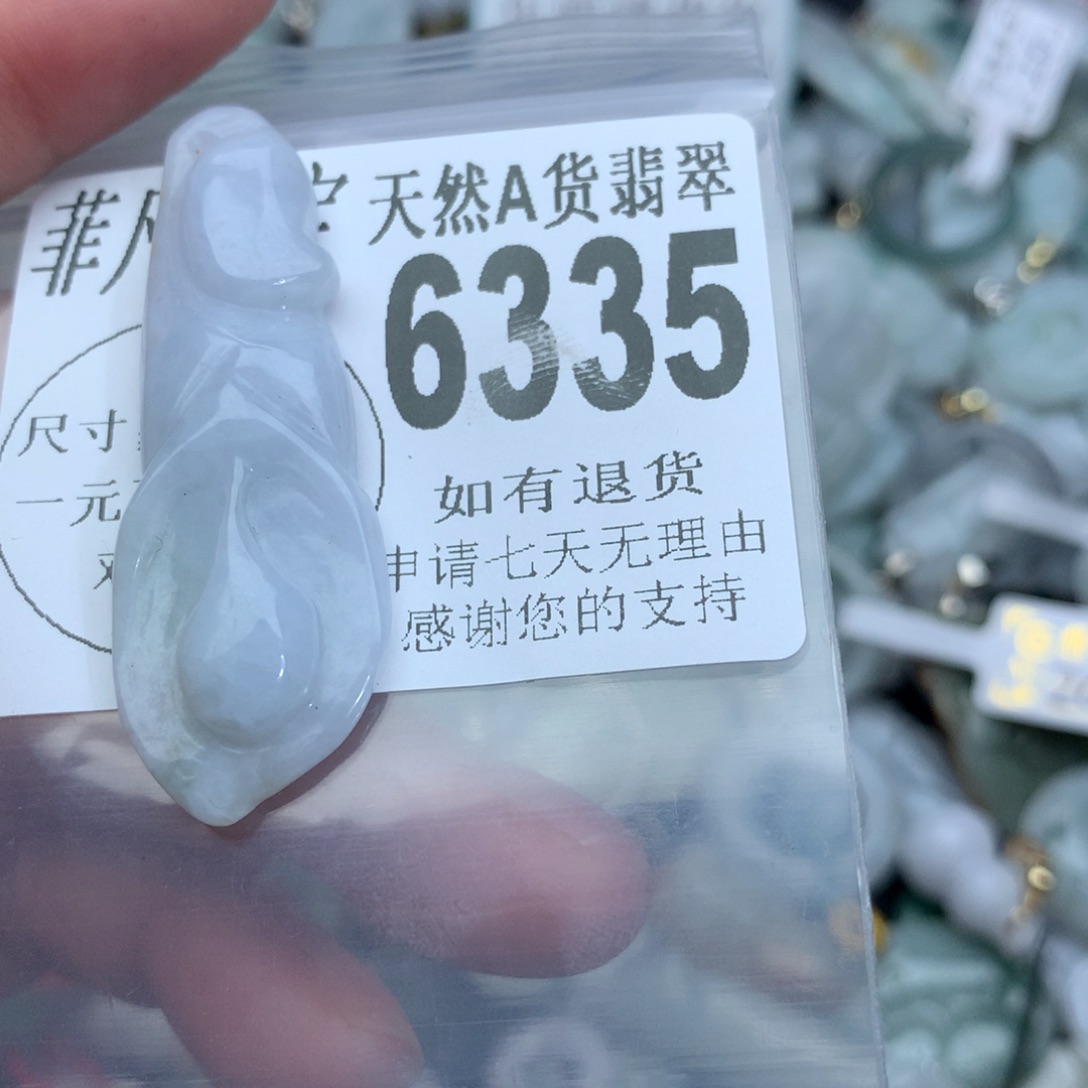 天然A货翡翠
6335
尺寸
一元
如有退货
申请七天无理由
感谢您的支持